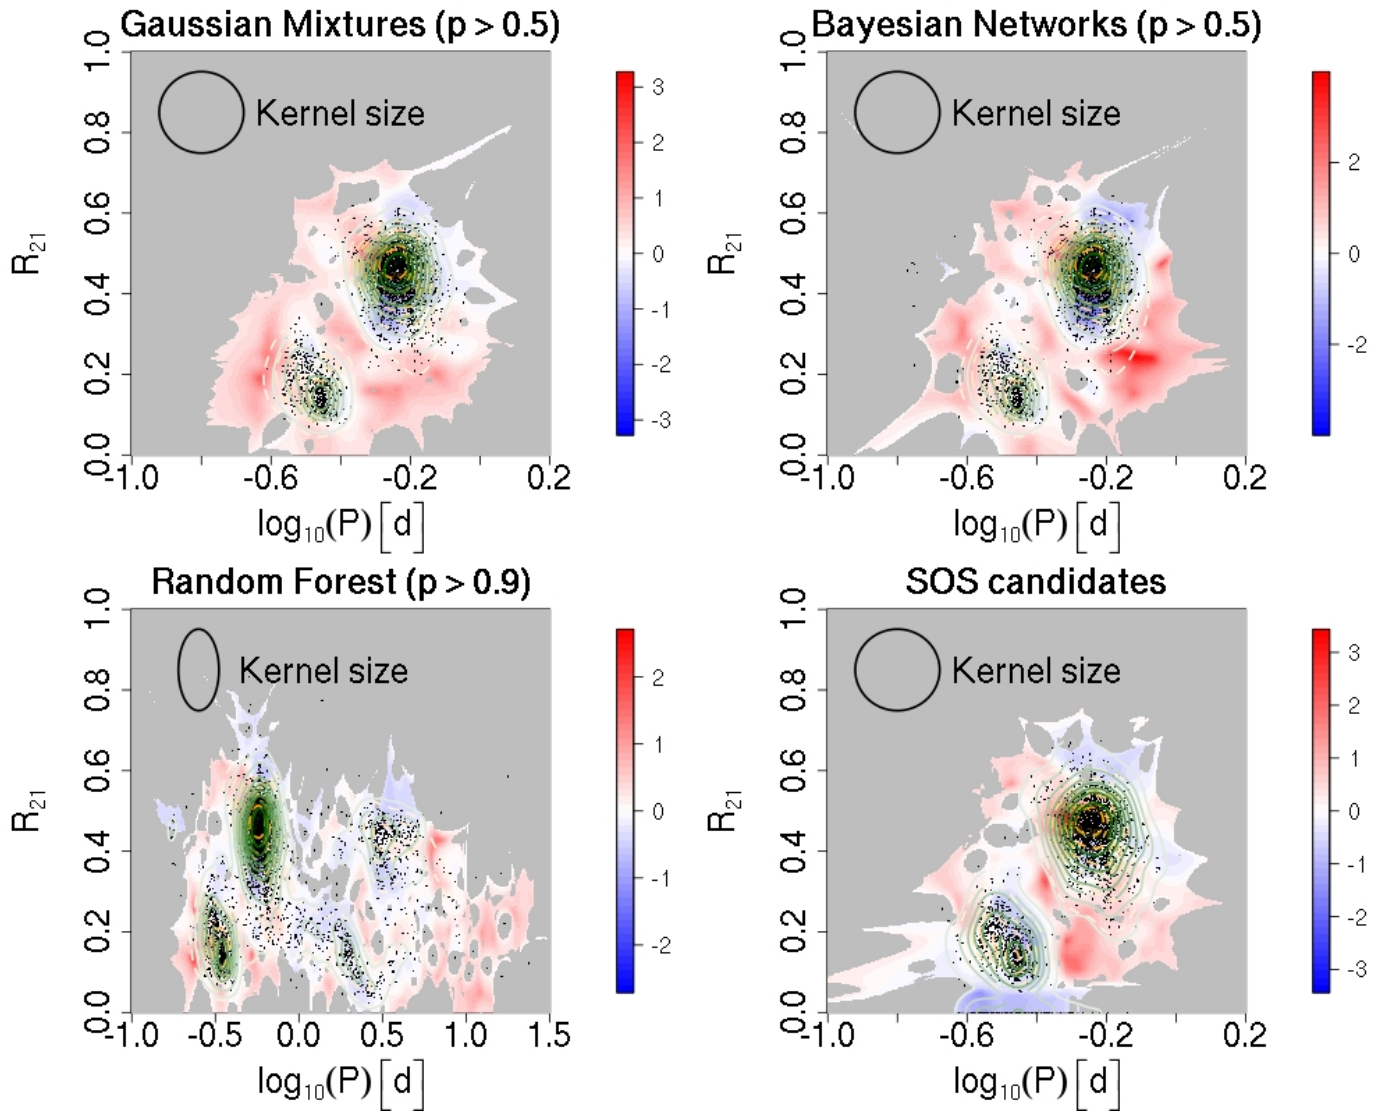 Gaussian Mixtures (p > 0.5)
Kernel size
R21
0.0 0.2 0.4 0.6 0.8 1.0
-1.0 -0.6 -0.2 0.2
log10(P) [d]
3
2
1
0
-1
-2
-3
Bayesian Networks (p > 0.5)
Kernel size
R21
0.0 0.2 0.4 0.6 0.8 1.0
-1.0 -0.6 -0.2 0.2
log10(P) [d]
2
0
-2
Random Forest (p > 0.9)
Kernel size
R21
0.0 0.2 0.4 0.6 0.8 1.0
-1.0 -0.5 0.0 0.5 1.0 1.5
log10(P) [d]
2
1
0
-1
-2
SOS candidates
Kernel size
R21
0.0 0.2 0.4 0.6 0.8 1.0
-1.0 -0.6 -0.2 0.2
log10(P) [d]
3
2
1
0
-1
-2
-3